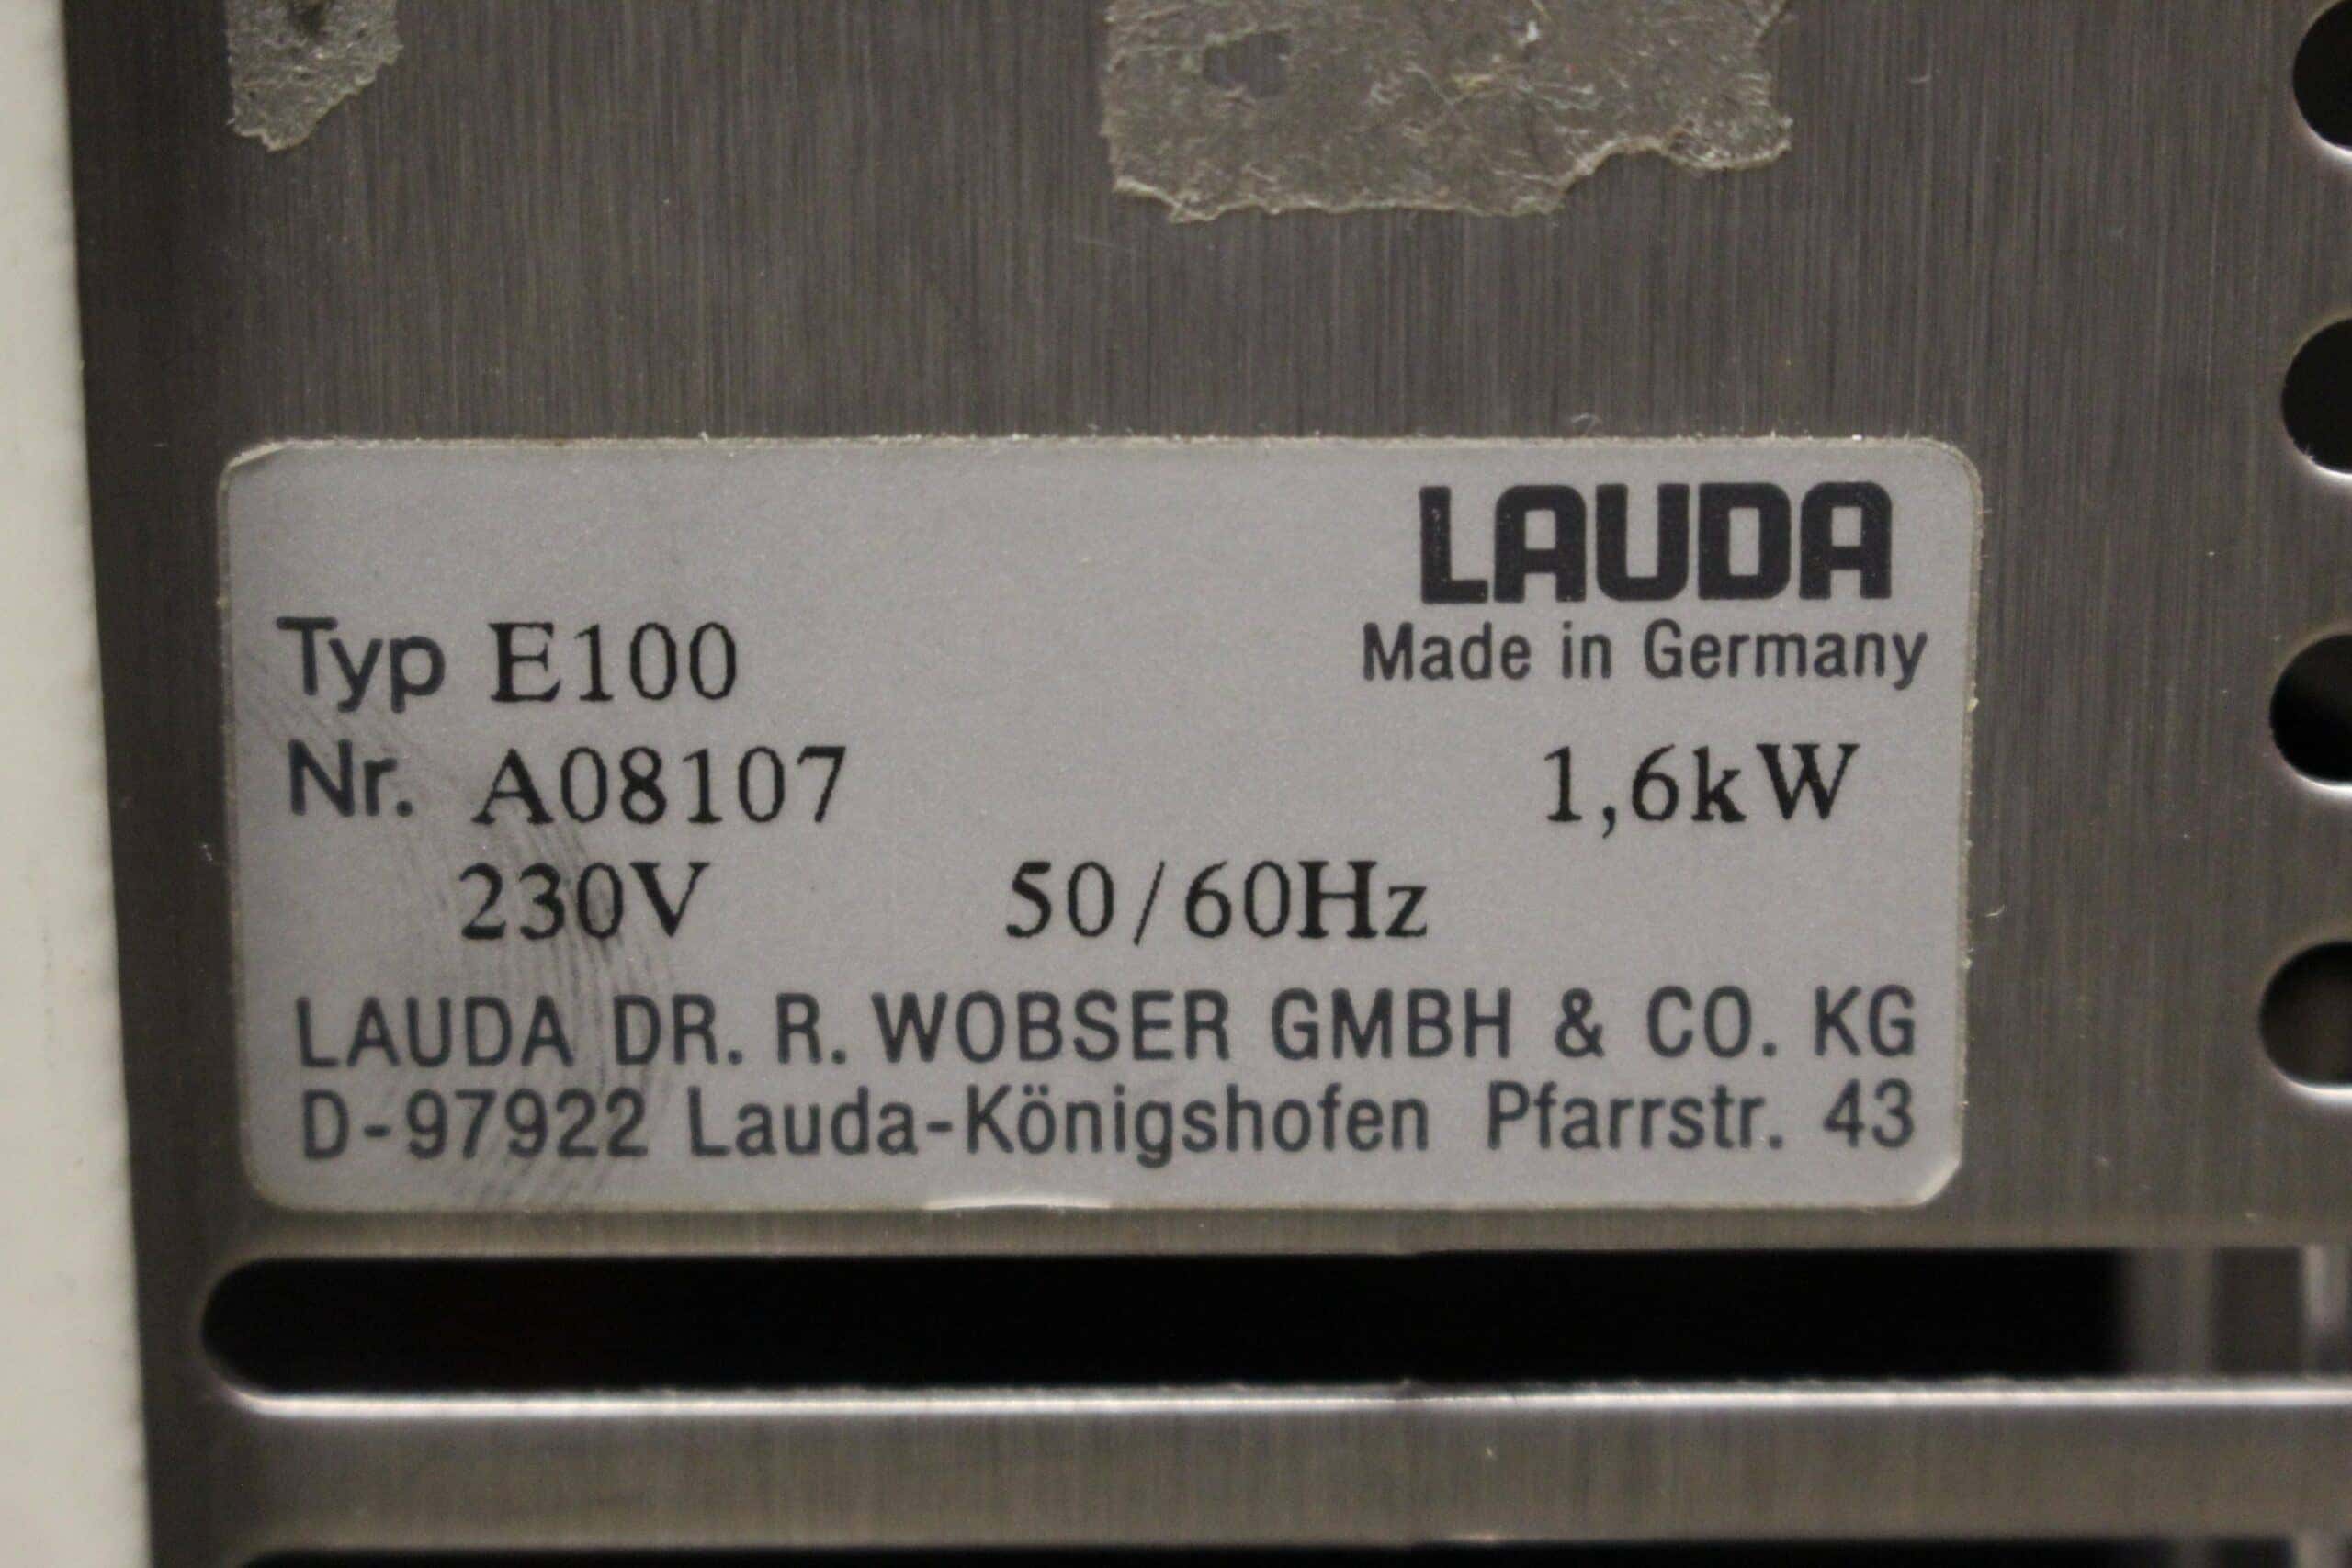 LAUDA
Made in Germany
Typ E100
Nr. A08107 1,6kW
230V 50/60Hz
LAUDA DR. R. WOBSER GMBH & CO. KG
D-97922 Lauda-Königshofen Pfarrstr. 43